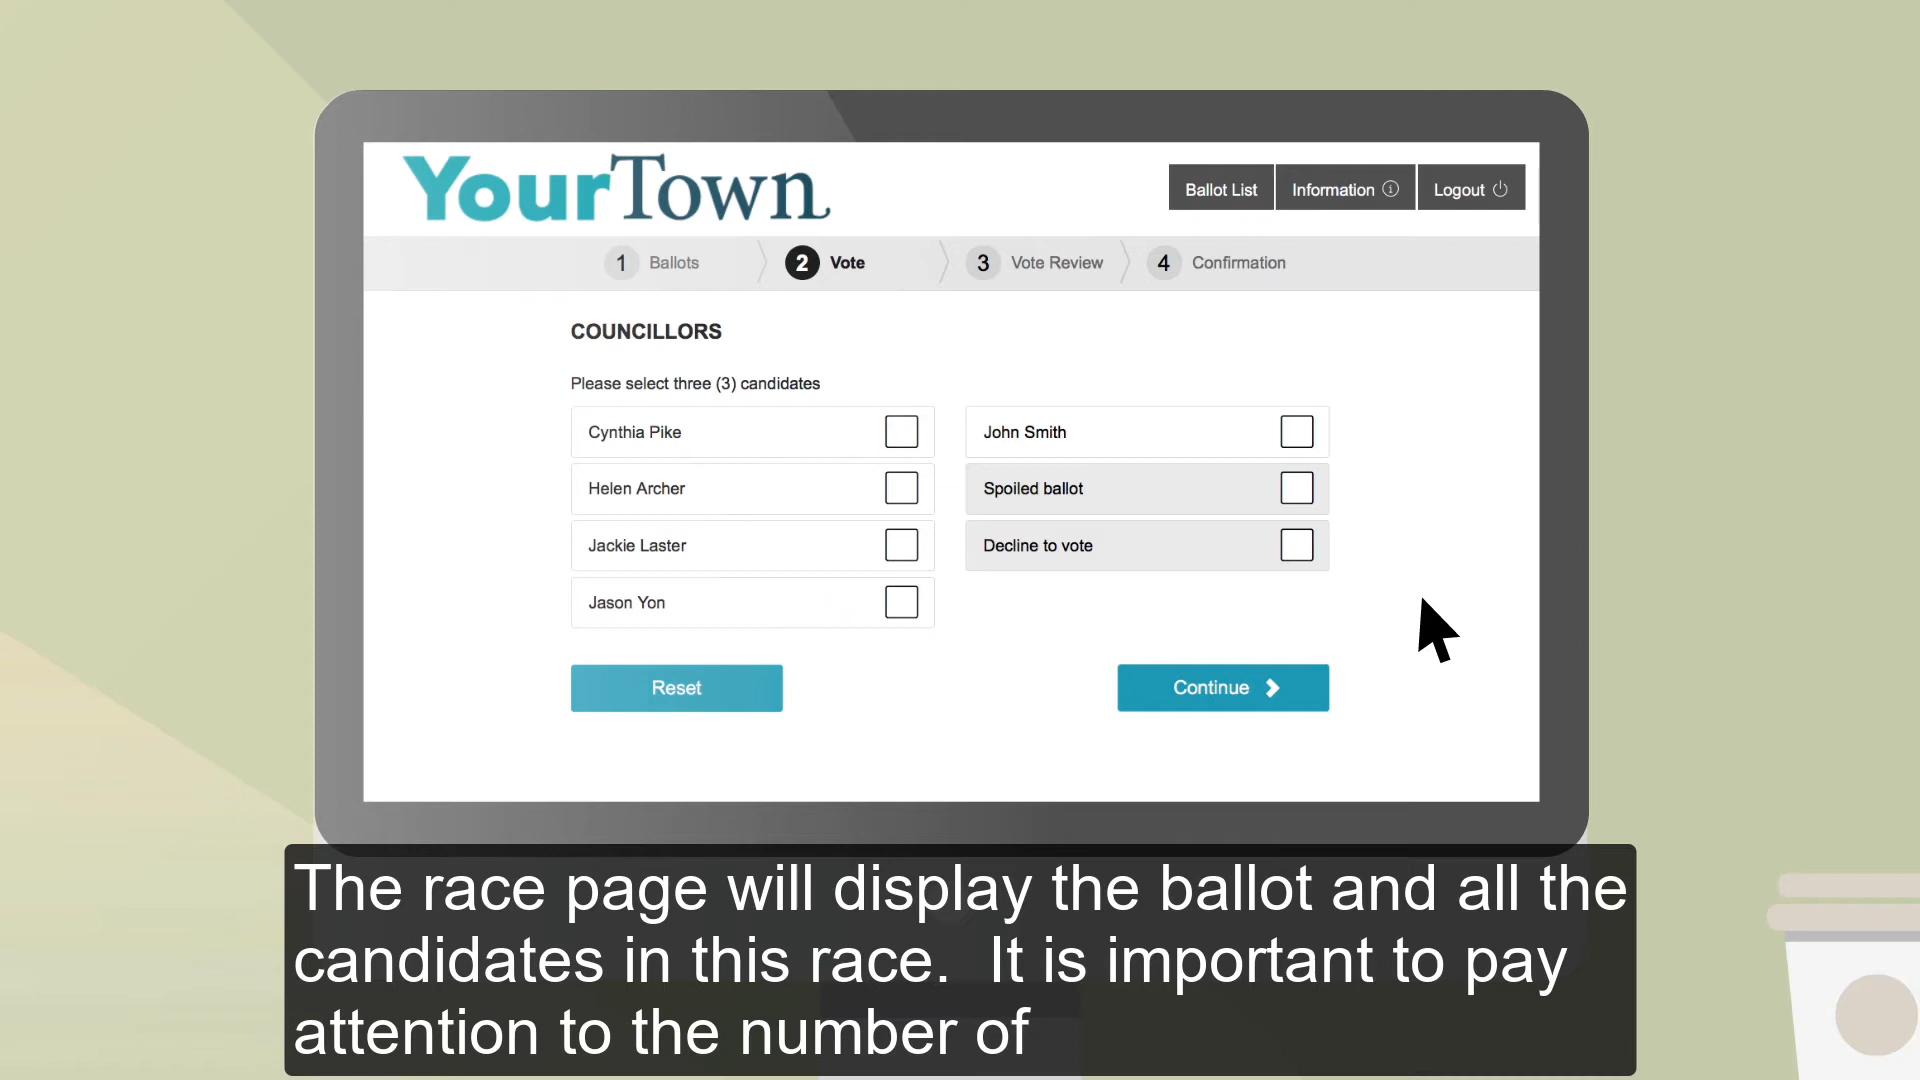 YourTown
Ballot List Information Logout
1 Ballots 2 Vote 3 Vote Review 4 Confirmation
COUNCILLORS
Please select three (3) candidates
Cynthia Pike
Helen Archer
Jackie Laster
Jason Yon
John Smith
Spoiled ballot
Decline to vote
Reset
Continue
The race page will display the ballot and all the
candidates in this race.  It is important to pay
attention to the number of